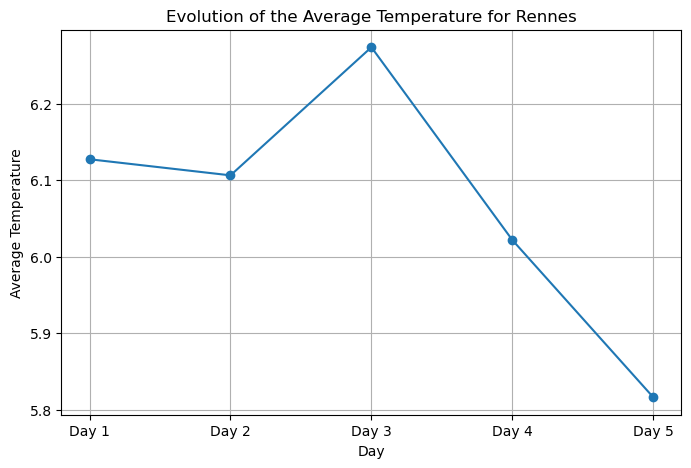 Evolution of the Average Temperature for Rennes
Average Temperature
6.2
6.1
6.0
5.9
5.8
Day 1 Day 2 Day 3 Day 4 Day 5
Day